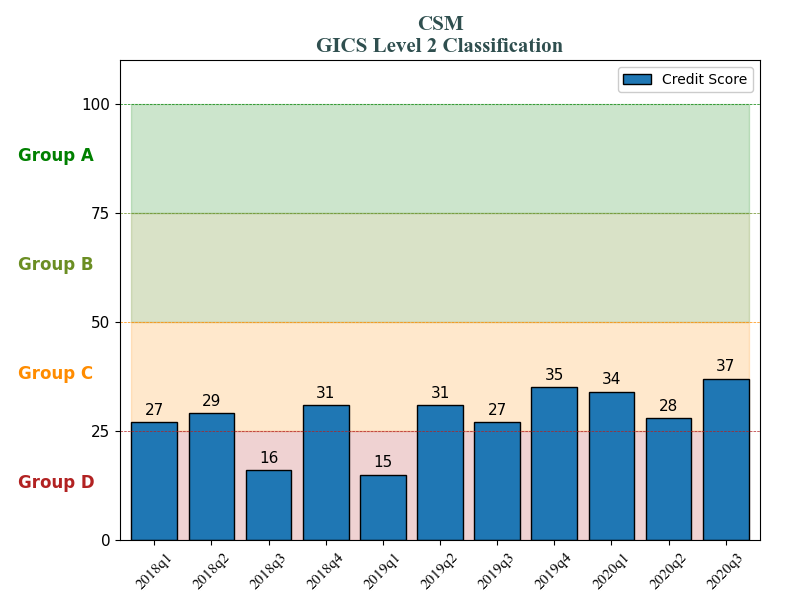 CSM
GICS Level 2 Classification
Credit Score
100
Group A
75
Group B
50
Group C
25
Group D
0
27
29
16
31
15
31
27
35
34
28
37
2018q1
2018q2
2018q3
2018q4
2019q1
2019q2
2019q3
2019q4
2020q1
2020q2
2020q3